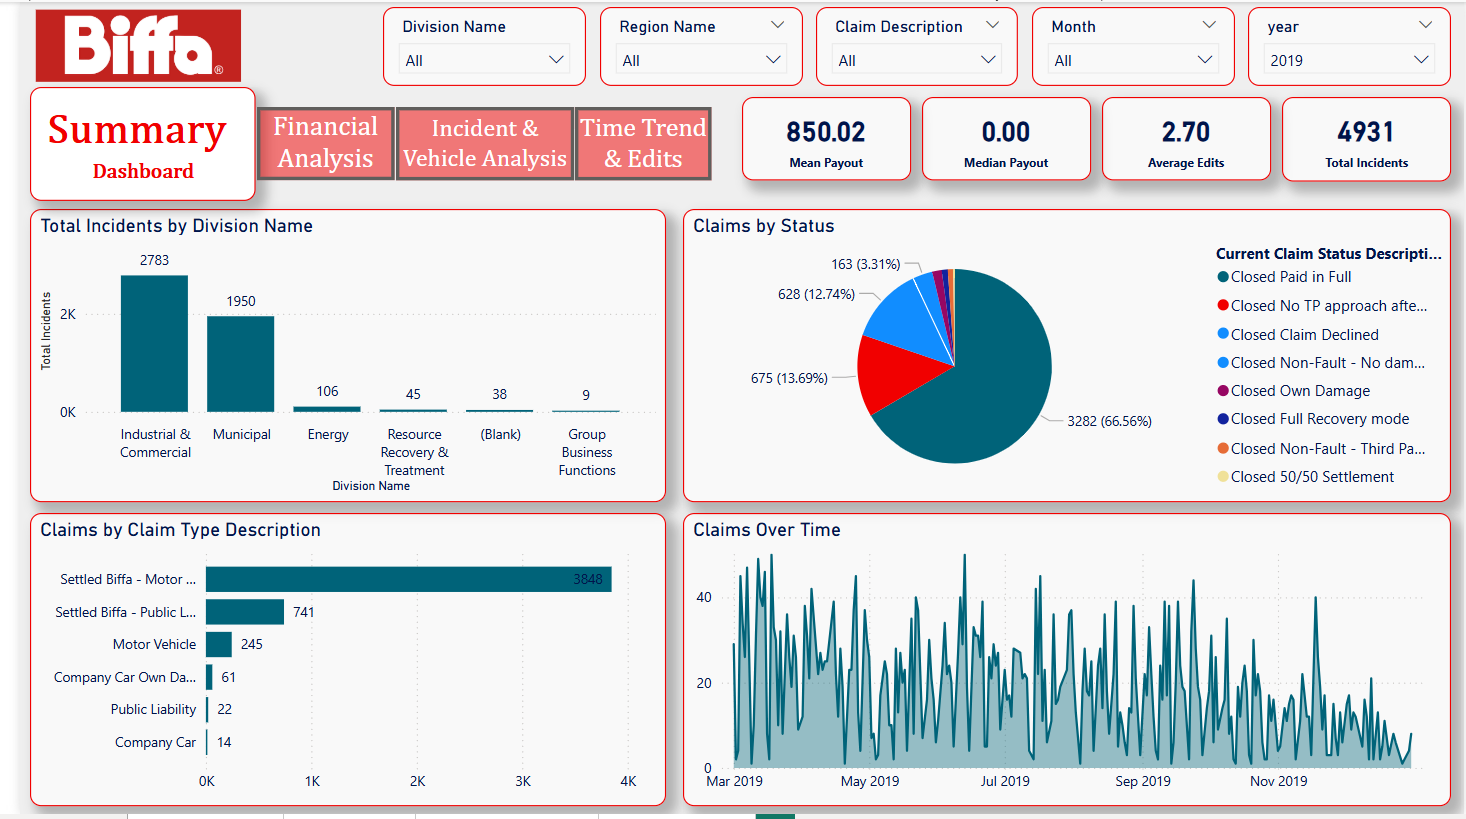 Biffa®
Division Name
All
Region Name
All
Claim Description
All
Month
All
year
2019
Summary
Dashboard
Financial
Analysis
Incident &
Vehicle Analysis
Time Trend
& Edits
850.02
Mean Payout
0.00
Median Payout
2.70
Average Edits
4931
Total Incidents
Total Incidents by Division Name
Total Incidents
2K
0K
2783
1950
106
45
38
9
Industrial &
Commercial
Municipal
Energy
Resource
Recovery &
Treatment
(Blank)
Group
Business
Functions
Division Name
Claims by Status
163 (3.31%)
628 (12.74%)
675 (13.69%)
3282 (66.56%)
Current Claim Status Descripti...
Closed Paid in Full
Closed No TP approach afte...
Closed Claim Declined
Closed Non-Fault - No dam...
Closed Own Damage
Closed Full Recovery mode
Closed Non-Fault - Third Pa...
Closed 50/50 Settlement
Claims by Claim Type Description
Settled Biffa - Motor ...
3848
Settled Biffa - Public L...
741
Motor Vehicle
245
Company Car Own Da...
61
Public Liability
22
Company Car
14
0K
1K
2K
3K
4K
Claims Over Time
40
20
0
Mar 2019
May 2019
Jul 2019
Sep 2019
Nov 2019